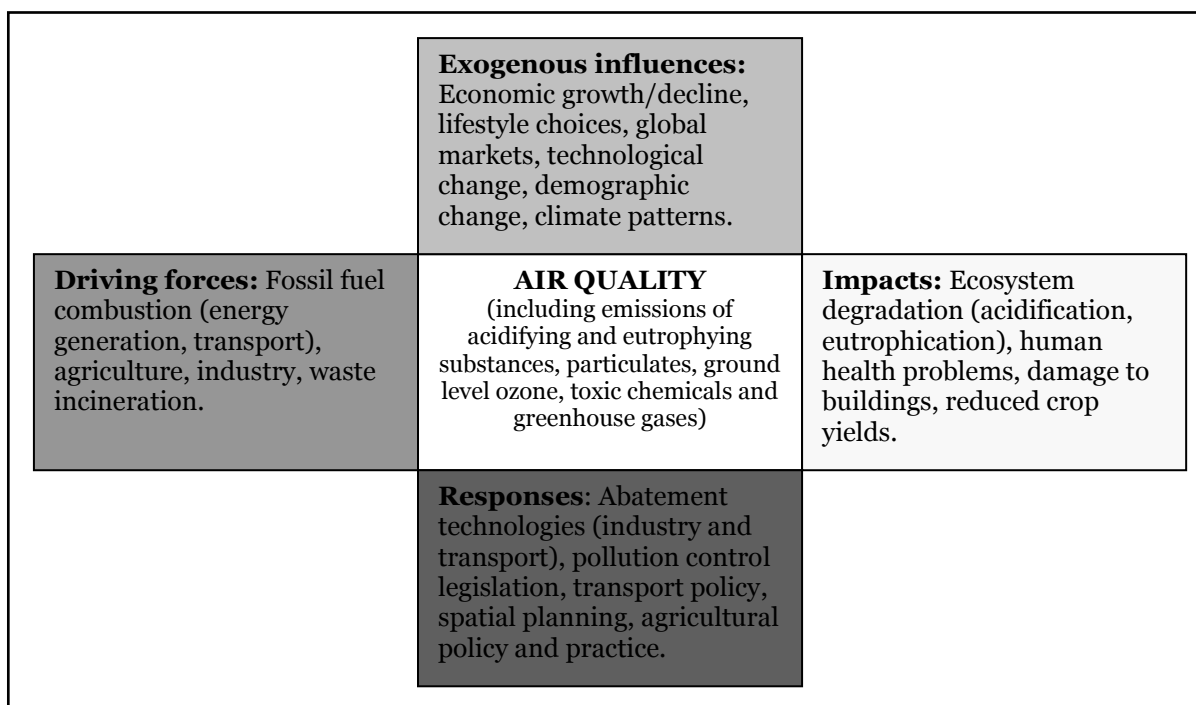 Exogenous influences:
Economic growth/decline,
lifestyle choices, global
markets, technological
change, demographic
change, climate patterns.
Driving forces: Fossil fuel
combustion (energy
generation, transport),
agriculture, industry, waste
incineration.
AIR QUALITY
(including emissions of
acidifying and eutrophying
substances, particulates, ground
level ozone, toxic chemicals and
greenhouse gases)
Impacts: Ecosystem
degradation (acidification,
eutrophication), human
health problems, damage to
buildings, reduced crop
yields.
Responses: Abatement
technologies (industry and
transport), pollution control
legislation, transport policy,
spatial planning, agricultural
policy and practice.